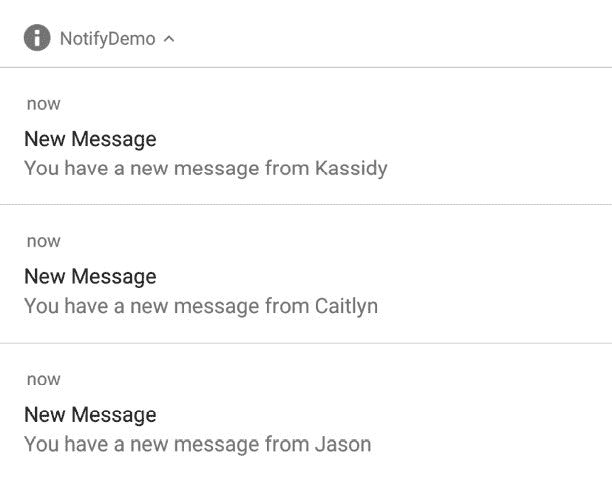 NotifyDemo
now
New Message
You have a new message from Kassidy
now
New Message
You have a new message from Caitlyn
now
New Message
You have a new message from Jason